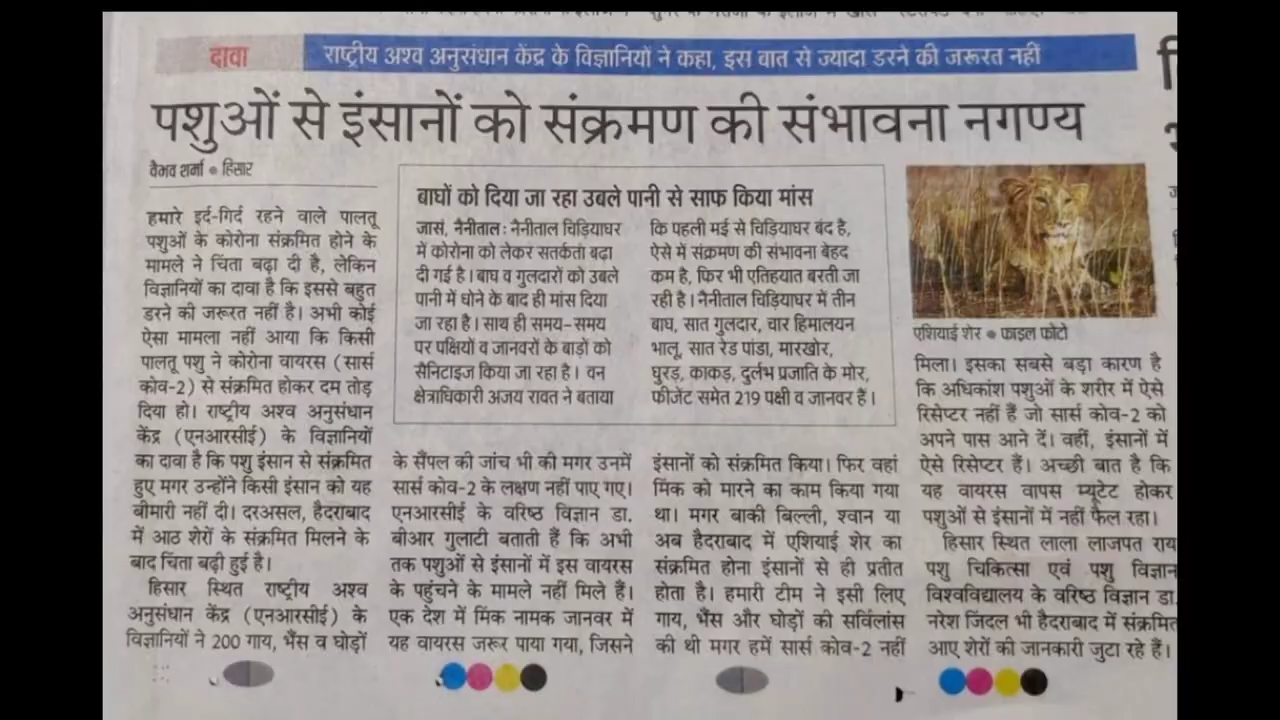 दावा
राष्ट्रीय अश्व अनुसंधान केंद्र के विज्ञानियों ने कहा, इस बात से ज्यादा डरने की जरूरत नहीं
पशुओं से इंसानों को संक्रमण की संभावना नगण्य
वैभव शर्मा ● हिसार
हमारे इर्द-गिर्द रहने वाले पालतू
पशुओं के कोरोना संक्रमित होने के
मामले ने चिंता बढ़ा दी है, लेकिन
विज्ञानियों का दावा है कि इससे बहुत
डरने की जरूरत नहीं है। अभी कोई
ऐसा मामला नहीं आया कि किसी
पालतू पशु ने कोरोना वायरस (सार्स
कोव-2) से संक्रमित होकर दम तोड़
दिया हो। राष्ट्रीय अश्व अनुसंधान
केंद्र (एनआरसीई) के विज्ञानियों
का दावा है कि पशु इंसान से संक्रमित
हुए मगर उन्होंने किसी इंसान को यह
बीमारी नहीं दी। दरअसल, हैदराबाद
में आठ शेरों के संक्रमित मिलने के
बाद चिंता बढ़ी हुई है।
हिसार स्थित राष्ट्रीय अश्व
अनुसंधान केंद्र (एनआरसीई) के
विज्ञानियों ने 200 गाय, भैंस व घोड़ों
बाघों को दिया जा रहा उबले पानी से साफ किया मांस
जासं, नैनीताल: नैनीताल चिड़ियाघर
में कोरोना को लेकर सतर्कता बढ़ा
दी गई है। बाघ व गुलदारों को उबले
पानी में धोने के बाद ही मांस दिया
जा रहा है। साथ ही समय-समय
पर पक्षियों व जानवरों के बाड़ों को
सैनिटाइज किया जा रहा है। वन
क्षेत्राधिकारी अजय रावत ने बताया
कि पहली मई से चिड़ियाघर बंद है,
ऐसे में संक्रमण की संभावना बेहद
कम है, फिर भी एतिहयात बरती जा
रही है। नैनीताल चिड़ियाघर में तीन
बाघ, सात गुलदार, चार हिमालयन
भालू, सात रेड पांडा, मारखोर,
घुरड़, काकड़, दुर्लभ प्रजाति के मोर,
फीजेंट समेत 219 पक्षी व जानवर हैं।
के सैंपल की जांच भी की मगर उनमें
सार्स कोव-2 के लक्षण नहीं पाए गए।
एनआरसीई के वरिष्ठ विज्ञान डा.
बीआर गुलाटी बताती हैं कि अभी
तक पशुओं से इंसानों में इस वायरस
के पहुंचने के मामले नहीं मिले हैं।
एक देश में मिंक नामक जानवर में
यह वायरस जरूर पाया गया, जिसने
इंसानों को संक्रमित किया। फिर वहां
मिंक को मारने का काम किया गया
था। मगर बाकी बिल्ली, श्वान या
अब हैदराबाद में एशियाई शेर का
संक्रमित होना इंसानों से ही प्रतीत
होता है। हमारी टीम ने इसी लिए
गाय, भैंस और घोड़ों की सर्विलांस
की थी मगर हमें सार्स कोव-2 नहीं
एशियाई शेर ● फाइल फोटो
मिला। इसका सबसे बड़ा कारण है
कि अधिकांश पशुओं के शरीर में ऐसे
रिसेप्टर नहीं हैं जो सार्स कोव-2 को
अपने पास आने दें। वहीं, इंसानों में
ऐसे रिसेप्टर हैं। अच्छी बात है कि
यह वायरस वापस म्यूटेट होकर
पशुओं से इंसानों में नहीं फैल रहा।
हिसार स्थित लाला लाजपत राय
पशु चिकित्सा एवं पशु विज्ञान
विश्वविद्यालय के वरिष्ठ विज्ञान डा.
नरेश जिंदल भी हैदराबाद में संक्रमित
आए शेरों की जानकारी जुटा रहे हैं।